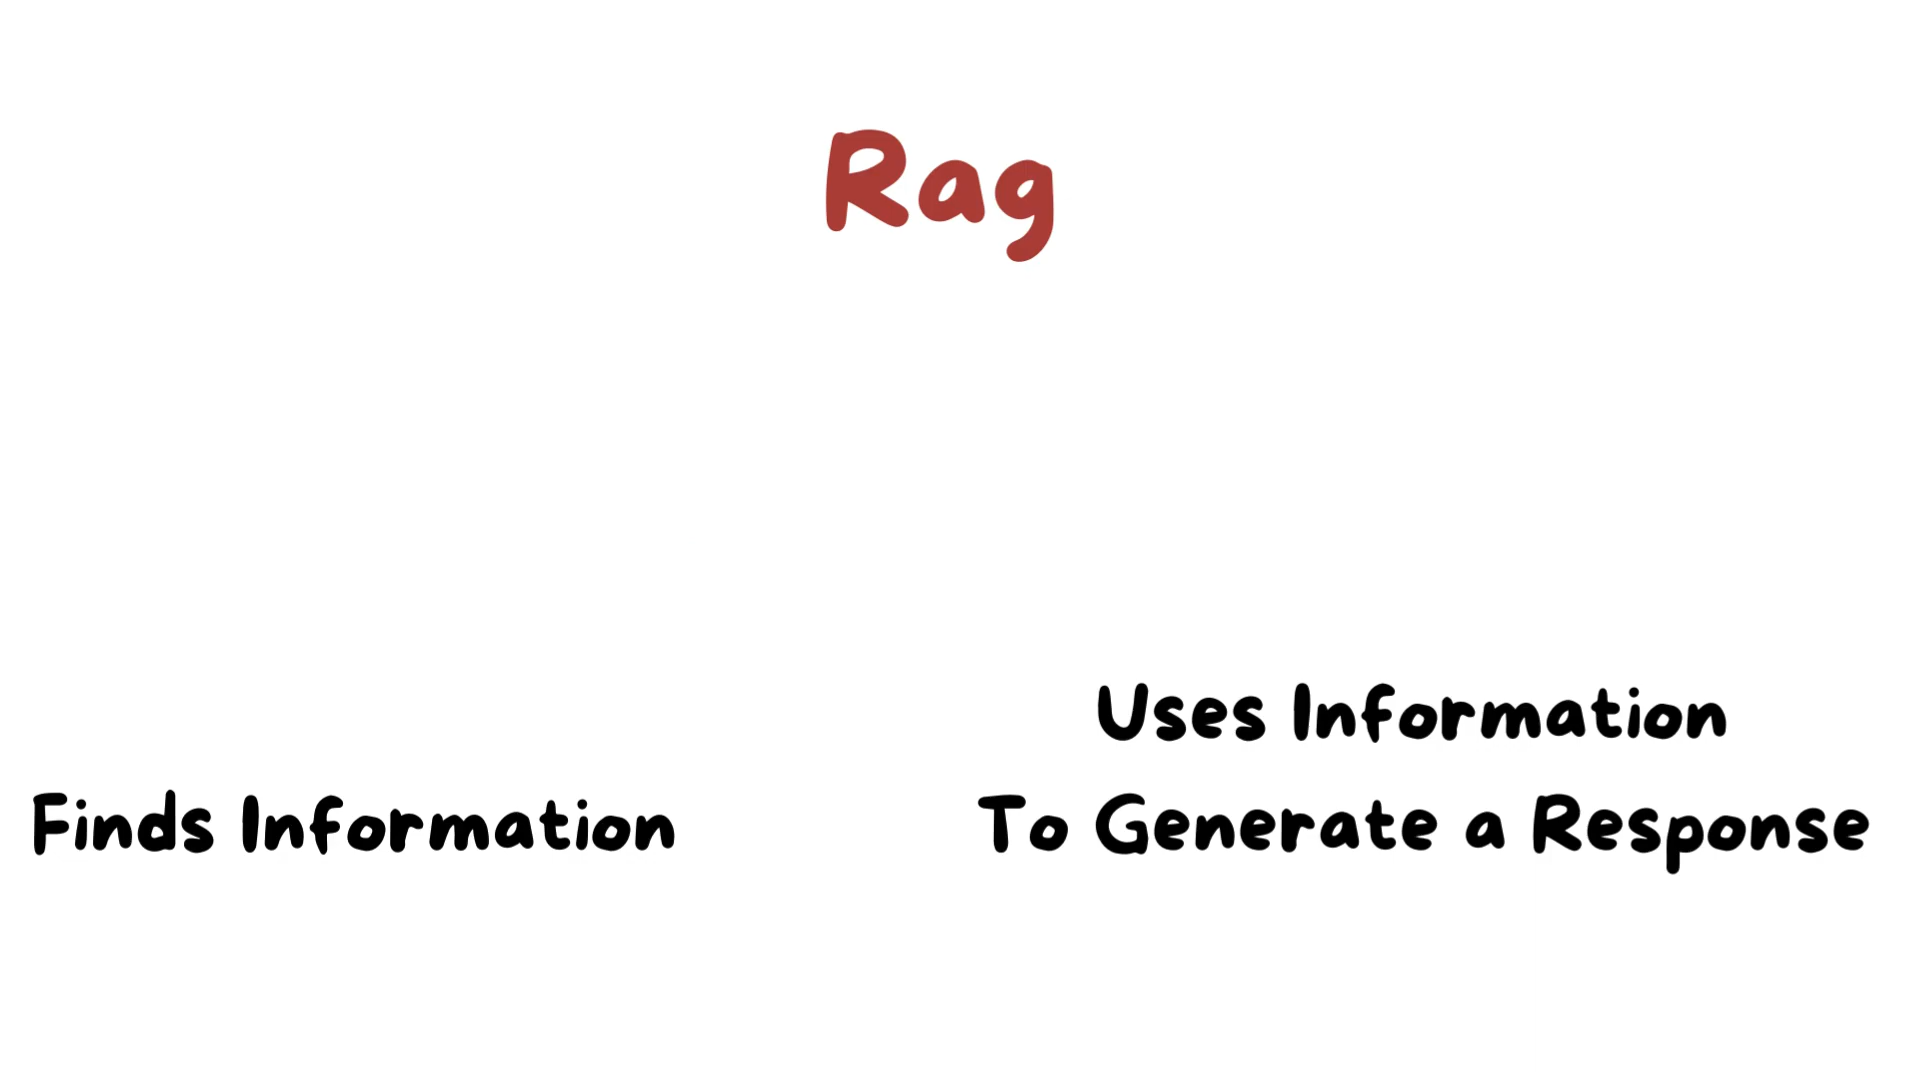 Rag
Finds Information
Uses Information
To Generate a Response